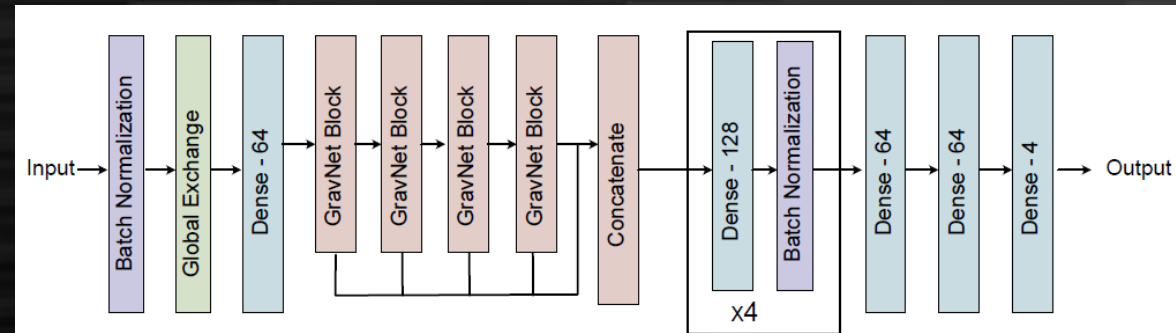 Input
Batch Normalization
Global Exchange
Dense - 64
GravNet Block
GravNet Block
GravNet Block
GravNet Block
Concatenate
Dense - 128
Batch Normalization
x4
Dense - 64
Dense - 64
Dense - 4
Output